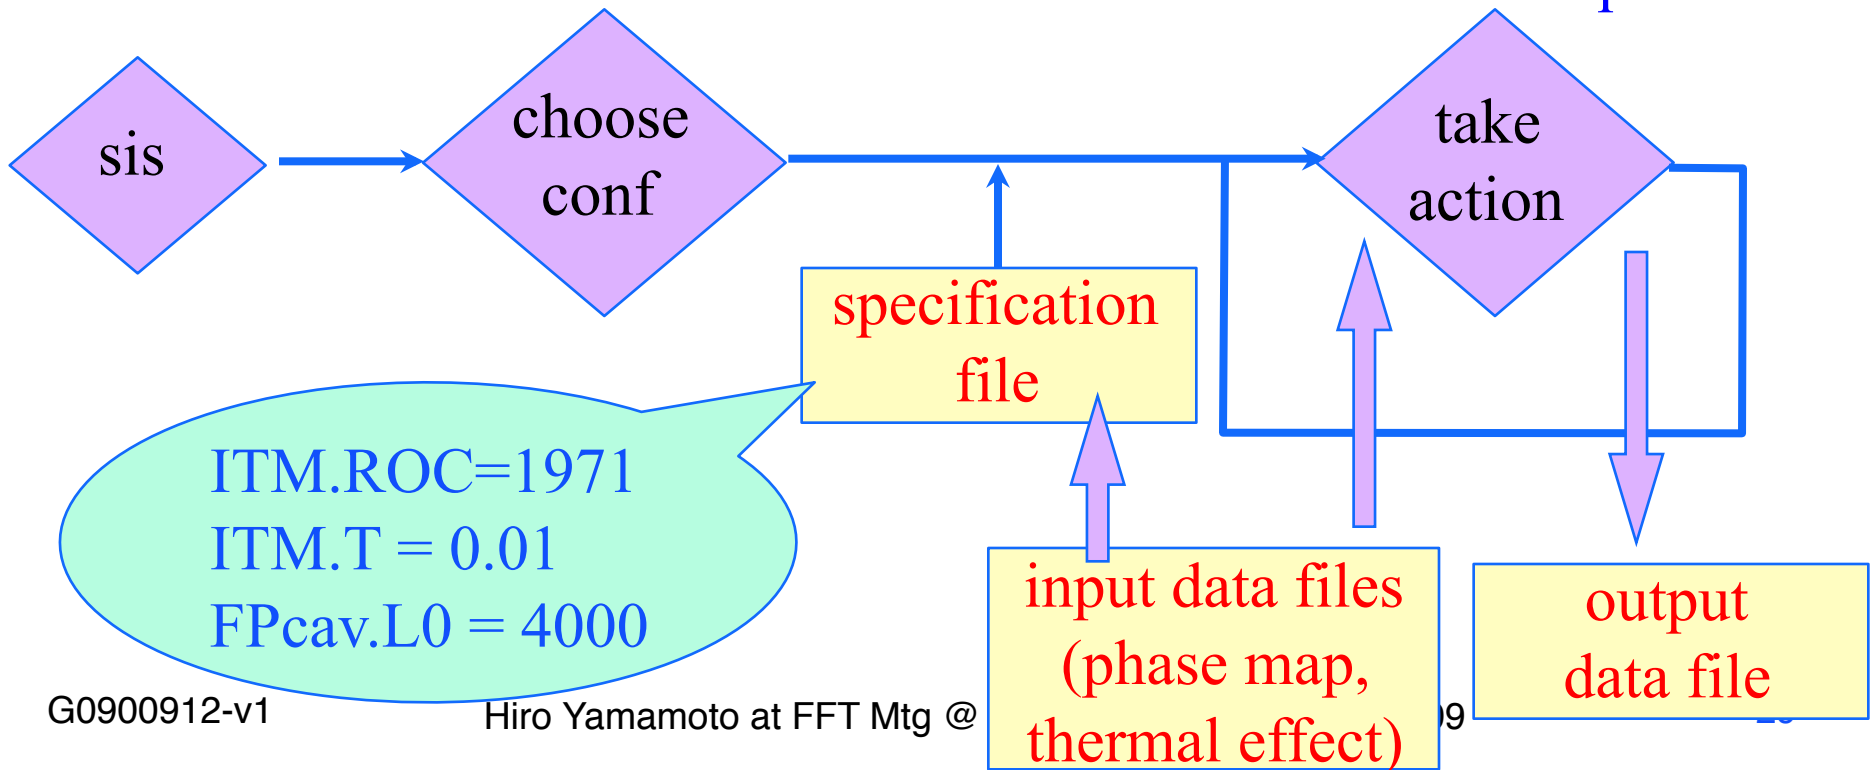 sis
choose
conf
take
action
specification
file
ITM.ROC=1971
ITM.T = 0.01
FPcav.L0 = 4000
input data files
(phase map,
thermal effect)
output
data file
G0900912-v1
Hiro Yamamoto at FFT Mtg @